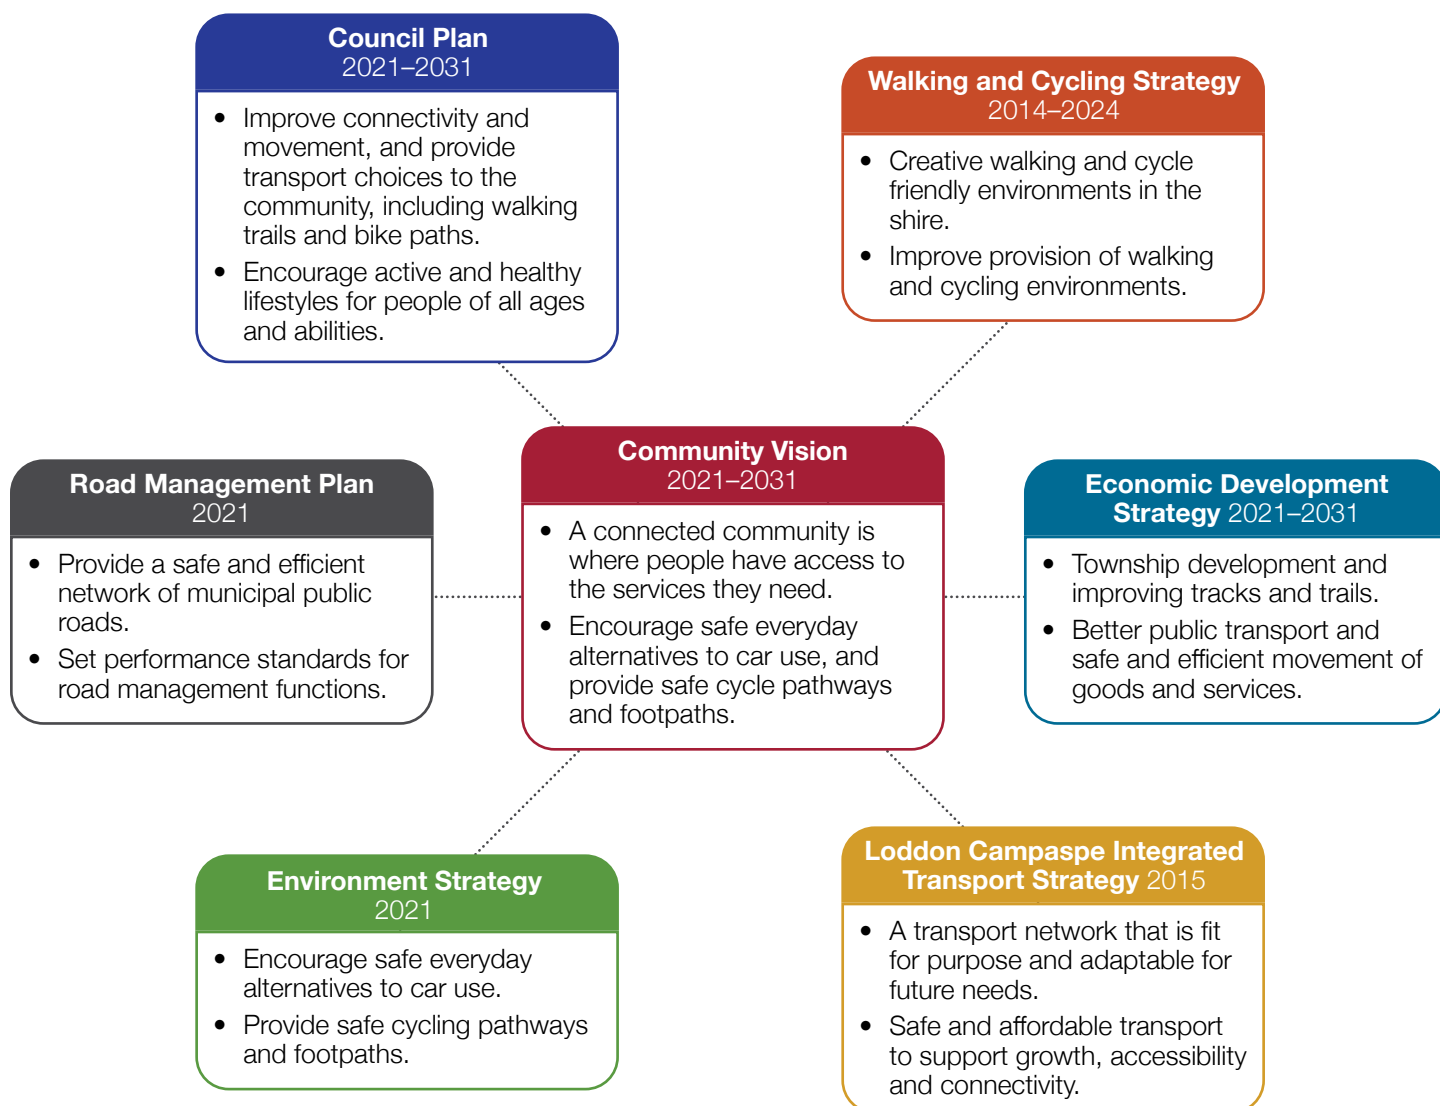 Council Plan
2021–2031
• Improve connectivity and
movement, and provide
transport choices to the
community, including walking
trails and bike paths.
• Encourage active and healthy
lifestyles for people of all ages
and abilities.
Walking and Cycling Strategy
2014–2024
• Creative walking and cycle
friendly environments in the
shire.
• Improve provision of walking
and cycling environments.
Road Management Plan
2021
• Provide a safe and efficient
network of municipal public
roads.
• Set performance standards for
road management functions.
Community Vision
2021–2031
• A connected community is
where people have access to
the services they need.
• Encourage safe everyday
alternatives to car use, and
provide safe cycle pathways
and footpaths.
Economic Development
Strategy 2021–2031
• Township development and
improving tracks and trails.
• Better public transport and
safe and efficient movement of
goods and services.
Environment Strategy
2021
• Encourage safe everyday
alternatives to car use.
• Provide safe cycling pathways
and footpaths.
Loddon Campaspe Integrated
Transport Strategy 2015
• A transport network that is fit
for purpose and adaptable for
future needs.
• Safe and affordable transport
to support growth, accessibility
and connectivity.